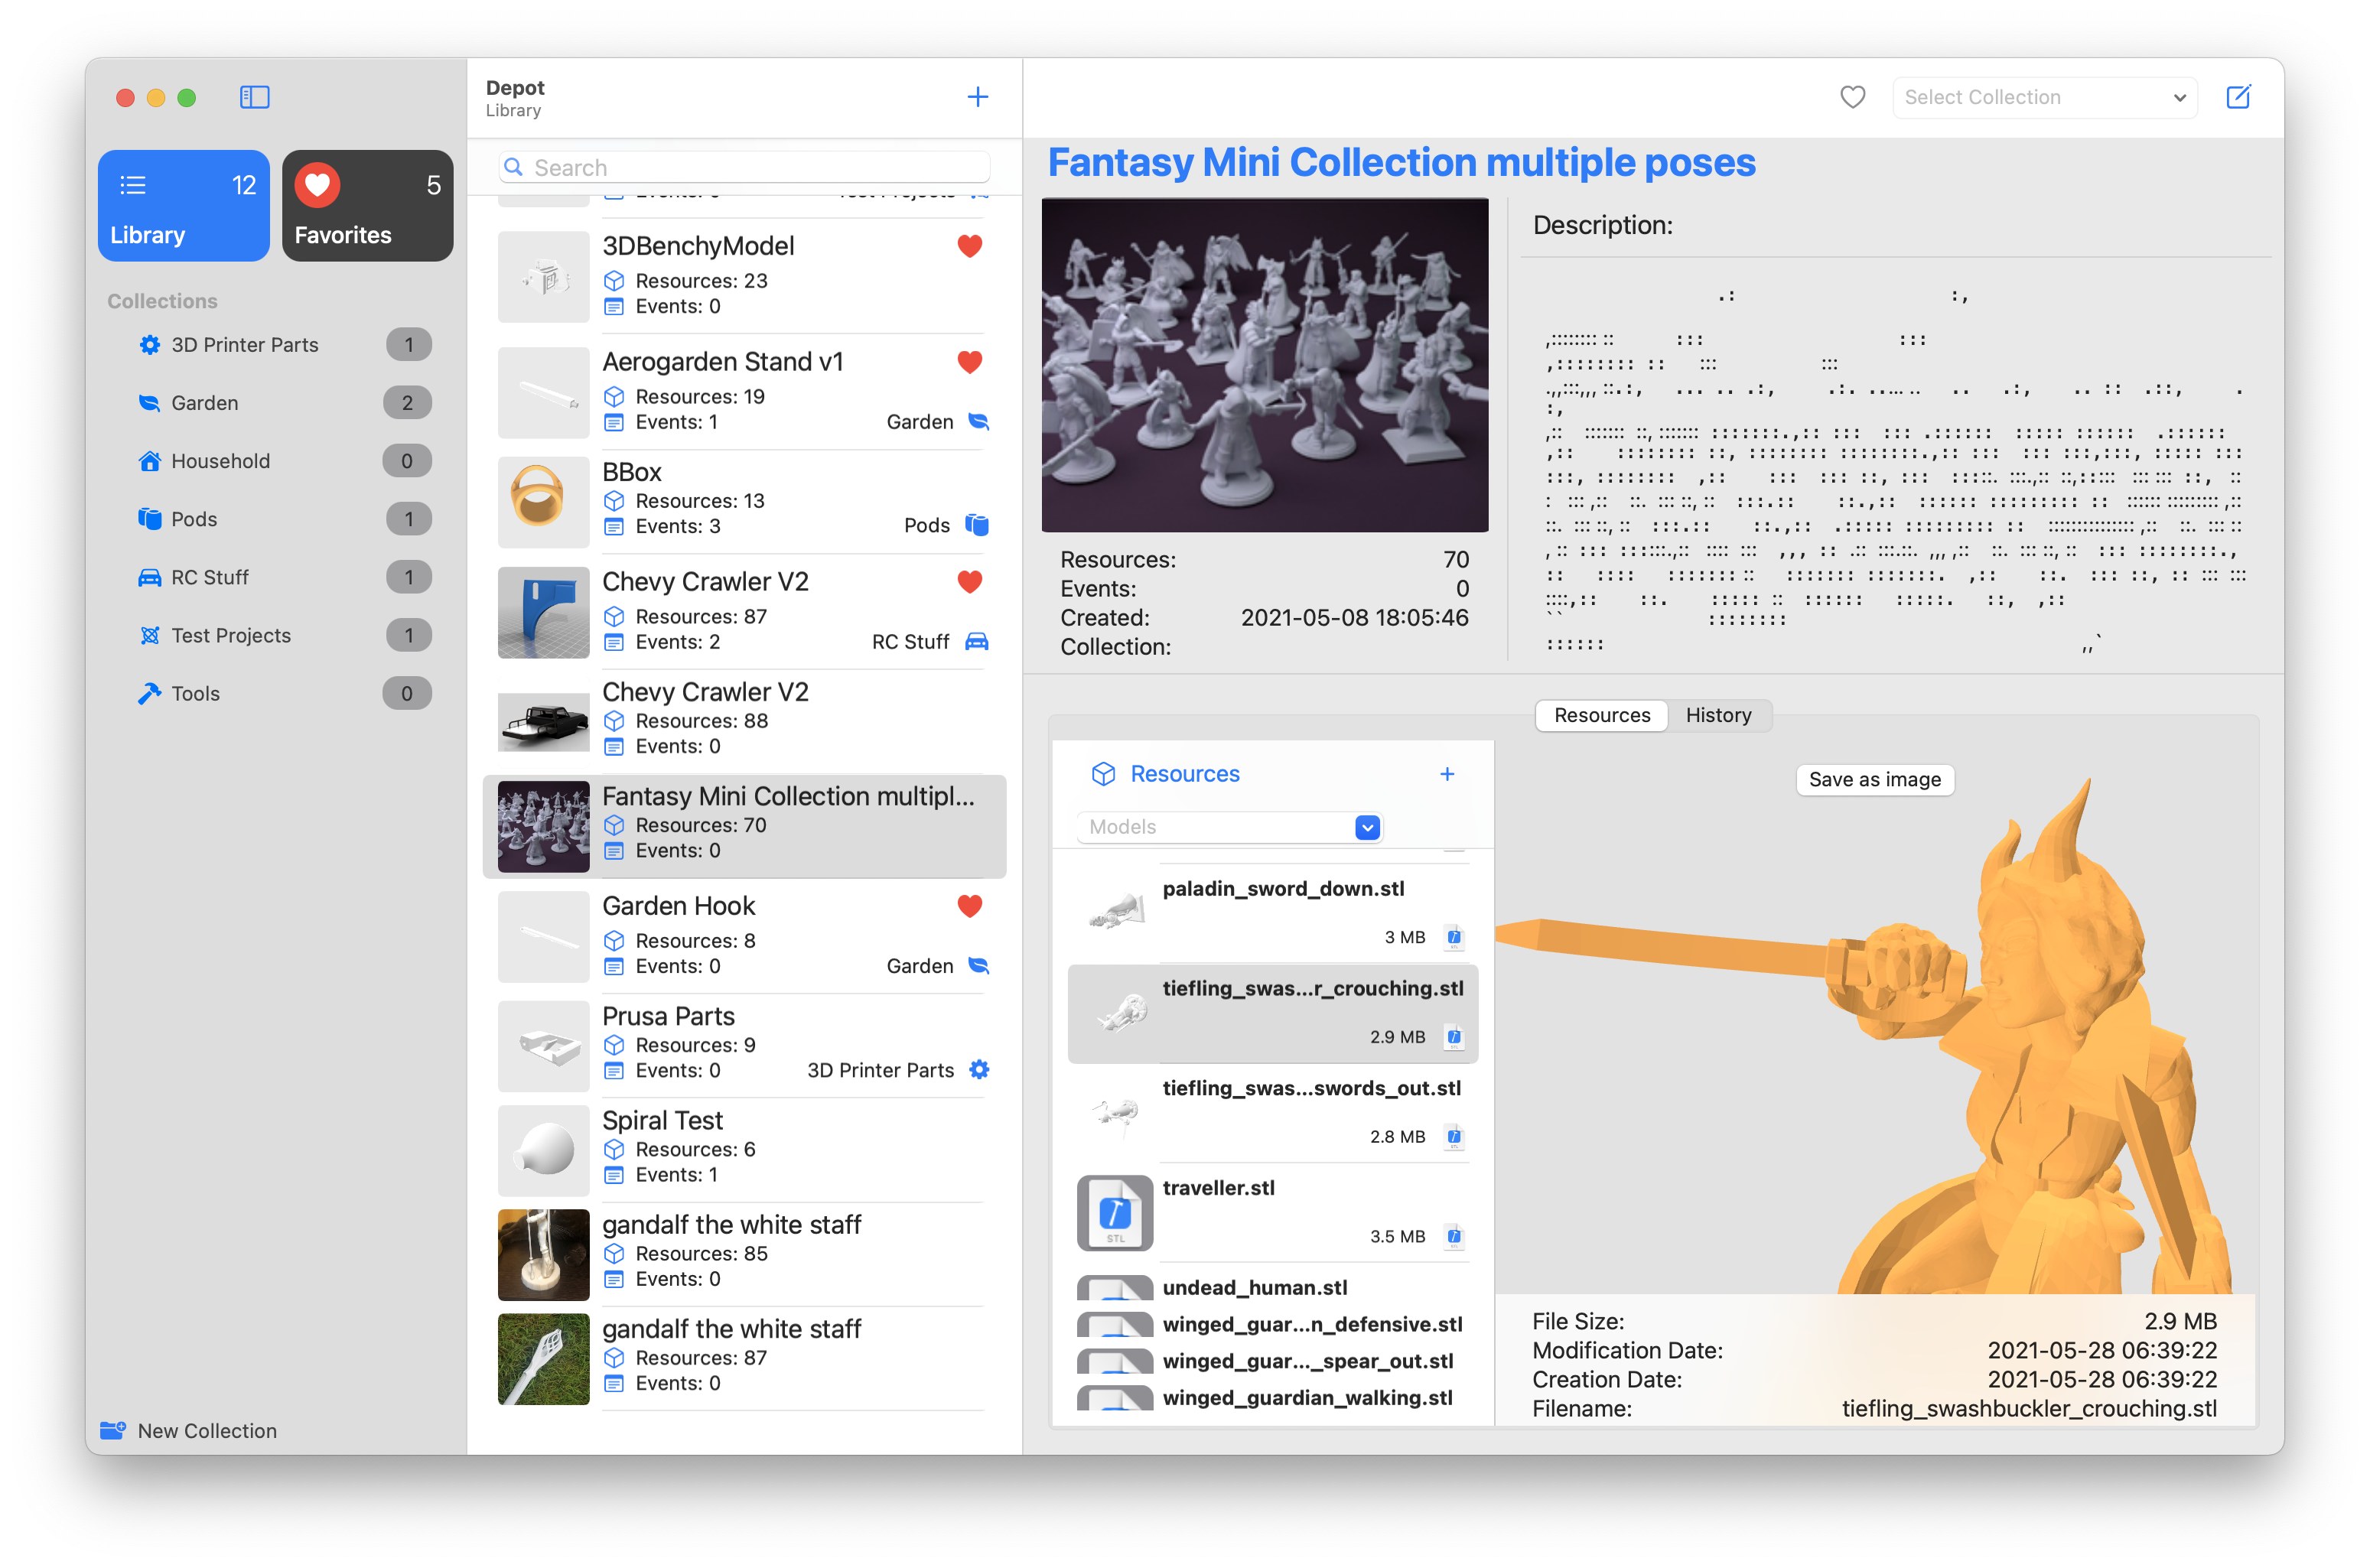 12
Library
5
Favorites
Collections
3D Printer Parts 1
Garden 2
Household 0
Pods 1
RC Stuff 1
Test Projects 1
Tools 0
New Collection
Depot
Library
Search
3DBenchyModel
Resources: 23
Events: 0
Aerogarden Stand v1
Resources: 19
Events: 1 Garden
BBox
Resources: 13
Events: 3 Pods
Chevy Crawler V2
Resources: 87
Events: 2 RC Stuff
Chevy Crawler V2
Resources: 88
Events: 0
Fantasy Mini Collection multipl...
Resources: 70
Events: 0
Garden Hook
Resources: 8
Events: 0 Garden
Prusa Parts
Resources: 9
Events: 0 3D Printer Parts
Spiral Test
Resources: 6
Events: 1
gandalf the white staff
Resources: 85
Events: 0
gandalf the white staff
Resources: 87
Events: 0
Select Collection
Fantasy Mini Collection multiple poses
Description:
Resources: 70
Events: 0
Created: 2021-05-08 18:05:46
Collection:
Resources History
Resources
Models
paladin_sword_down.stl
3 MB
tiefling_swas...r_crouching.stl
2.9 MB
tiefling_swas...swords_out.stl
2.8 MB
STL
traveller.stl
3.5 MB
undead_human.stl
winged_guar...n_defensive.stl
winged_guar..._spear_out.stl
winged_guardian_walking.stl
Save as image
File Size: 2.9 MB
Modification Date: 2021-05-28 06:39:22
Creation Date: 2021-05-28 06:39:22
Filename: tiefling_swashbuckler_crouching.stl